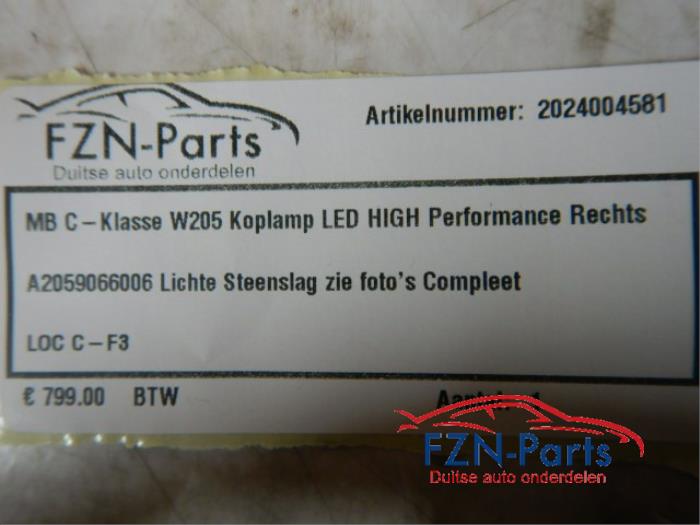 FZN-Parts
Duitse auto onderdelen
Artikelnummer: 2024004581
MB C-Klasse W205 Koplamp LED HIGH Performance Rechts
A2059066006 Lichte Steenslag zie foto's Compleet
LOC C-F3
€ 799.00 BTW
FZN-Parts
Duitse auto onderdelen